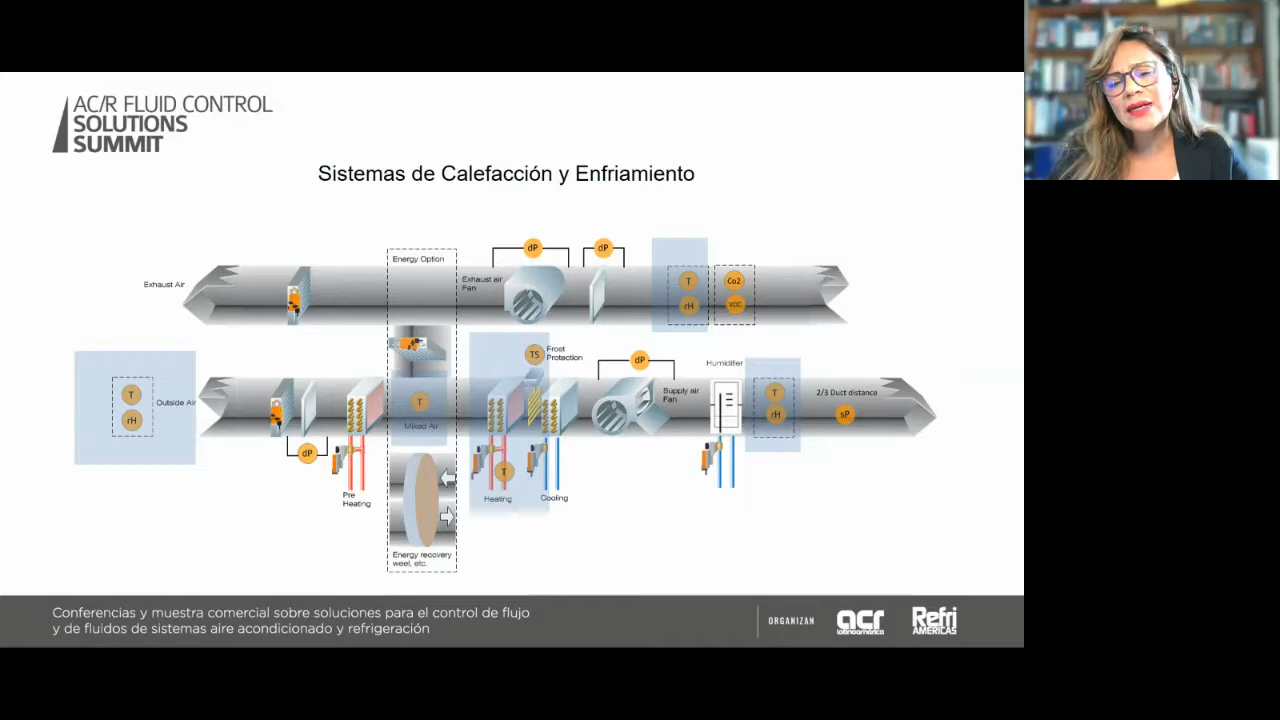 AC/R FLUID CONTROL
SOLUTIONS
SUMMIT
Sistemas de Calefacción y Enfriamiento
Energy Option
dP
dP
Exhaust Air
Exhaust air
Fan
T
rH
Co2
VOC
TS
Frost
Protection
dP
Humidifier
T
rH
Outside Air
T
Mixed Air
Supply air
Fan
T
rH
2/3 Duct distance
sP
dP
T
Pre
Heating
Heating
Cooling
Energy recovery
weel, etc.
Conferencias y muestra comercial sobre soluciones para el control de flujo
y de fluidos de sistemas aire acondicionado y refrigeración
ORGANIZAN
acr
latinoamérica
Refri
AMÉRICAS